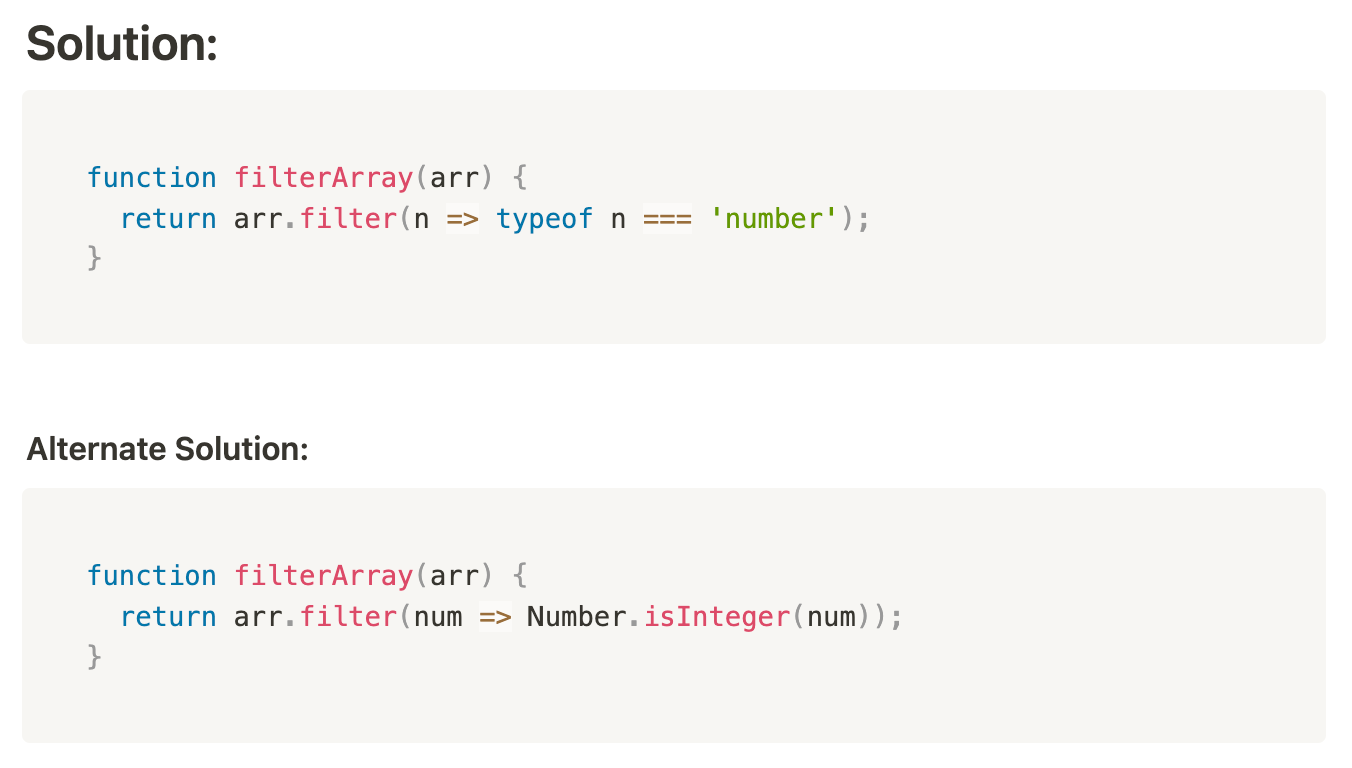 Solution:
function filterArray(arr) {
  return arr.filter(n => typeof n === 'number');
}
Alternate Solution:
function filterArray(arr) {
  return arr.filter(num => Number.isInteger(num));
}